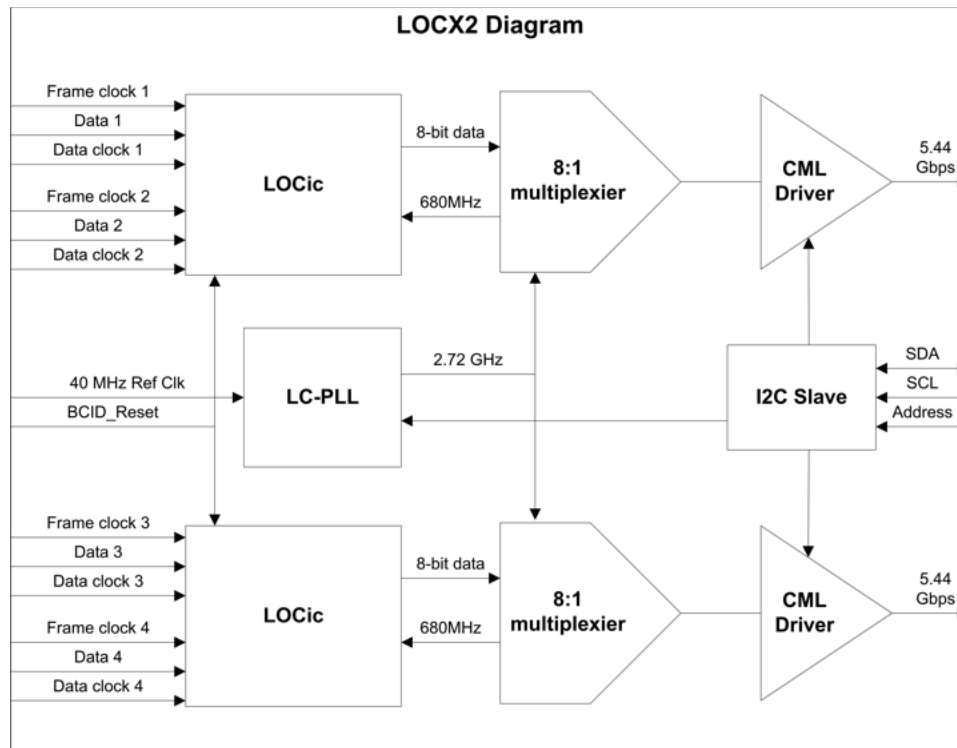 LOCX2 Diagram
Frame clock 1
Data 1
Data clock 1
Frame clock 2
Data 2
Data clock 2
LOCic
8-bit data
680MHz
8:1
multiplexier
CML
Driver
5.44
Gbps
40 MHz Ref Clk
BCID_Reset
LC-PLL
2.72 GHz
I2C Slave
SDA
SCL
Address
Frame clock 3
Data 3
Data clock 3
Frame clock 4
Data 4
Data clock 4
LOCic
8-bit data
680MHz
8:1
multiplexier
CML
Driver
5.44
Gbps